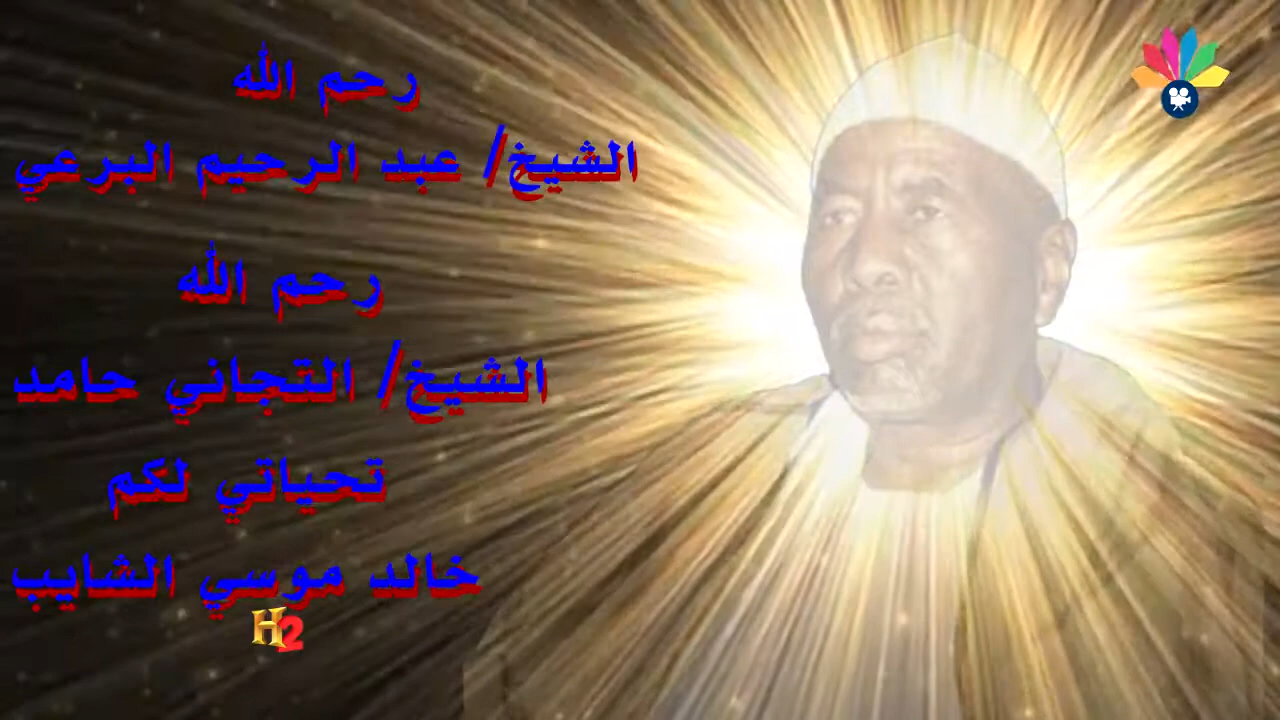 رحم الله
الشيخ/ عبد الرحيم البرعي
رحم الله
الشيخ/ التجاني حامد
تحياتي لكم
خالد موسي الشايب
H2